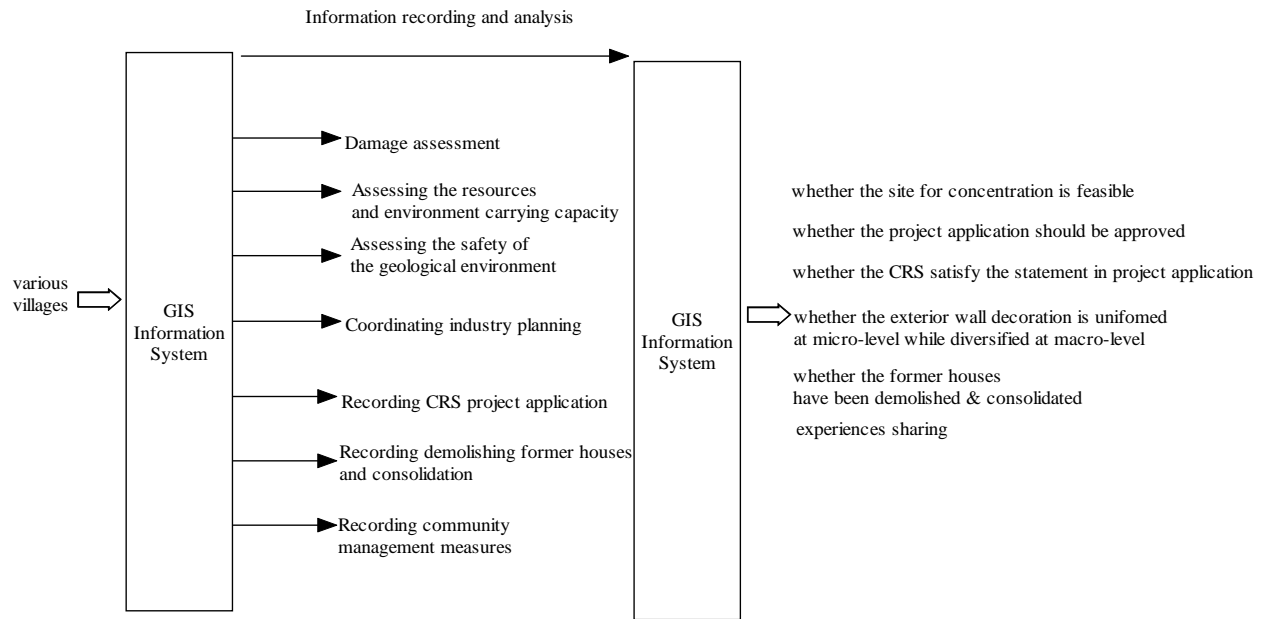 Information recording and analysis
various
villages
GIS
Information
System
Damage assessment
Assessing the resources
and environment carrying capacity
Assessing the safety of
the geological environment
Coordinating industry planning
Recording CRS project application
Recording demolishing former houses
and consolidation
Recording community
management measures
GIS
Information
System
whether the site for concentration is feasible
whether the project application should be approved
whether the CRS satisfy the statement in project application
whether the exterior wall decoration is unifomed
at micro-level while diversified at macro-level
whether the former houses
have been demolished & consolidated
experiences sharing